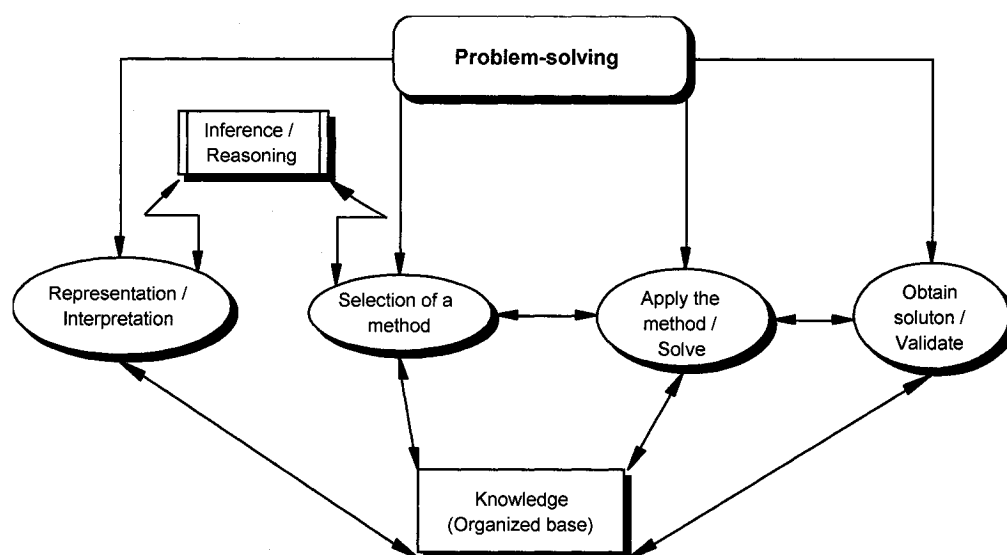 Problem-solving
Inference /
Reasoning
Representation /
Interpretation
Selection of a
method
Apply the
method /
Solve
Obtain
soluton /
Validate
Knowledge
(Organized base)